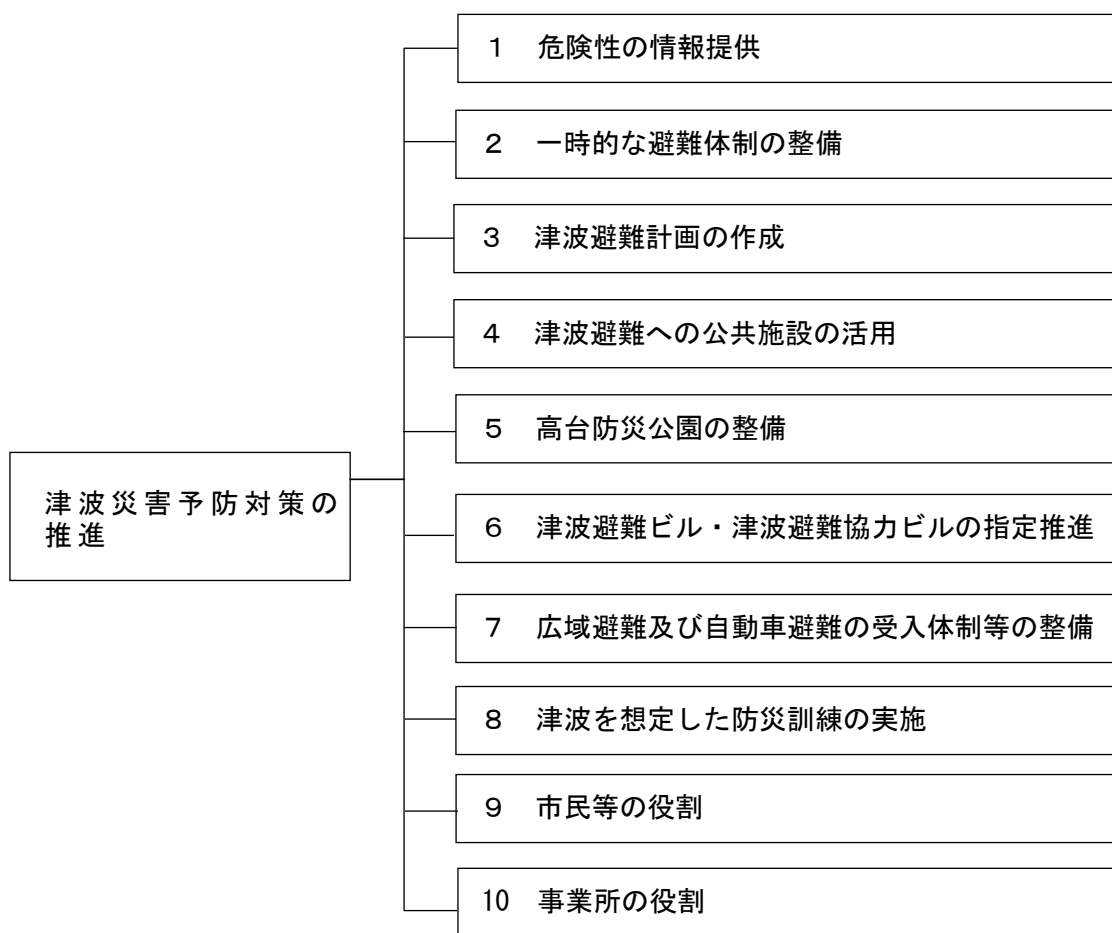 1 危険性の情報提供
2 一時的な避難体制の整備
3 津波避難計画の作成
4 津波避難への公共施設の活用
5 高台防災公園の整備
津波災害予防対策の
推進
6 津波避難ビル・津波避難協力ビルの指定推進
7 広域避難及び自動車避難の受入体制等の整備
8 津波を想定した防災訓練の実施
9 市民等の役割
10 事業所の役割